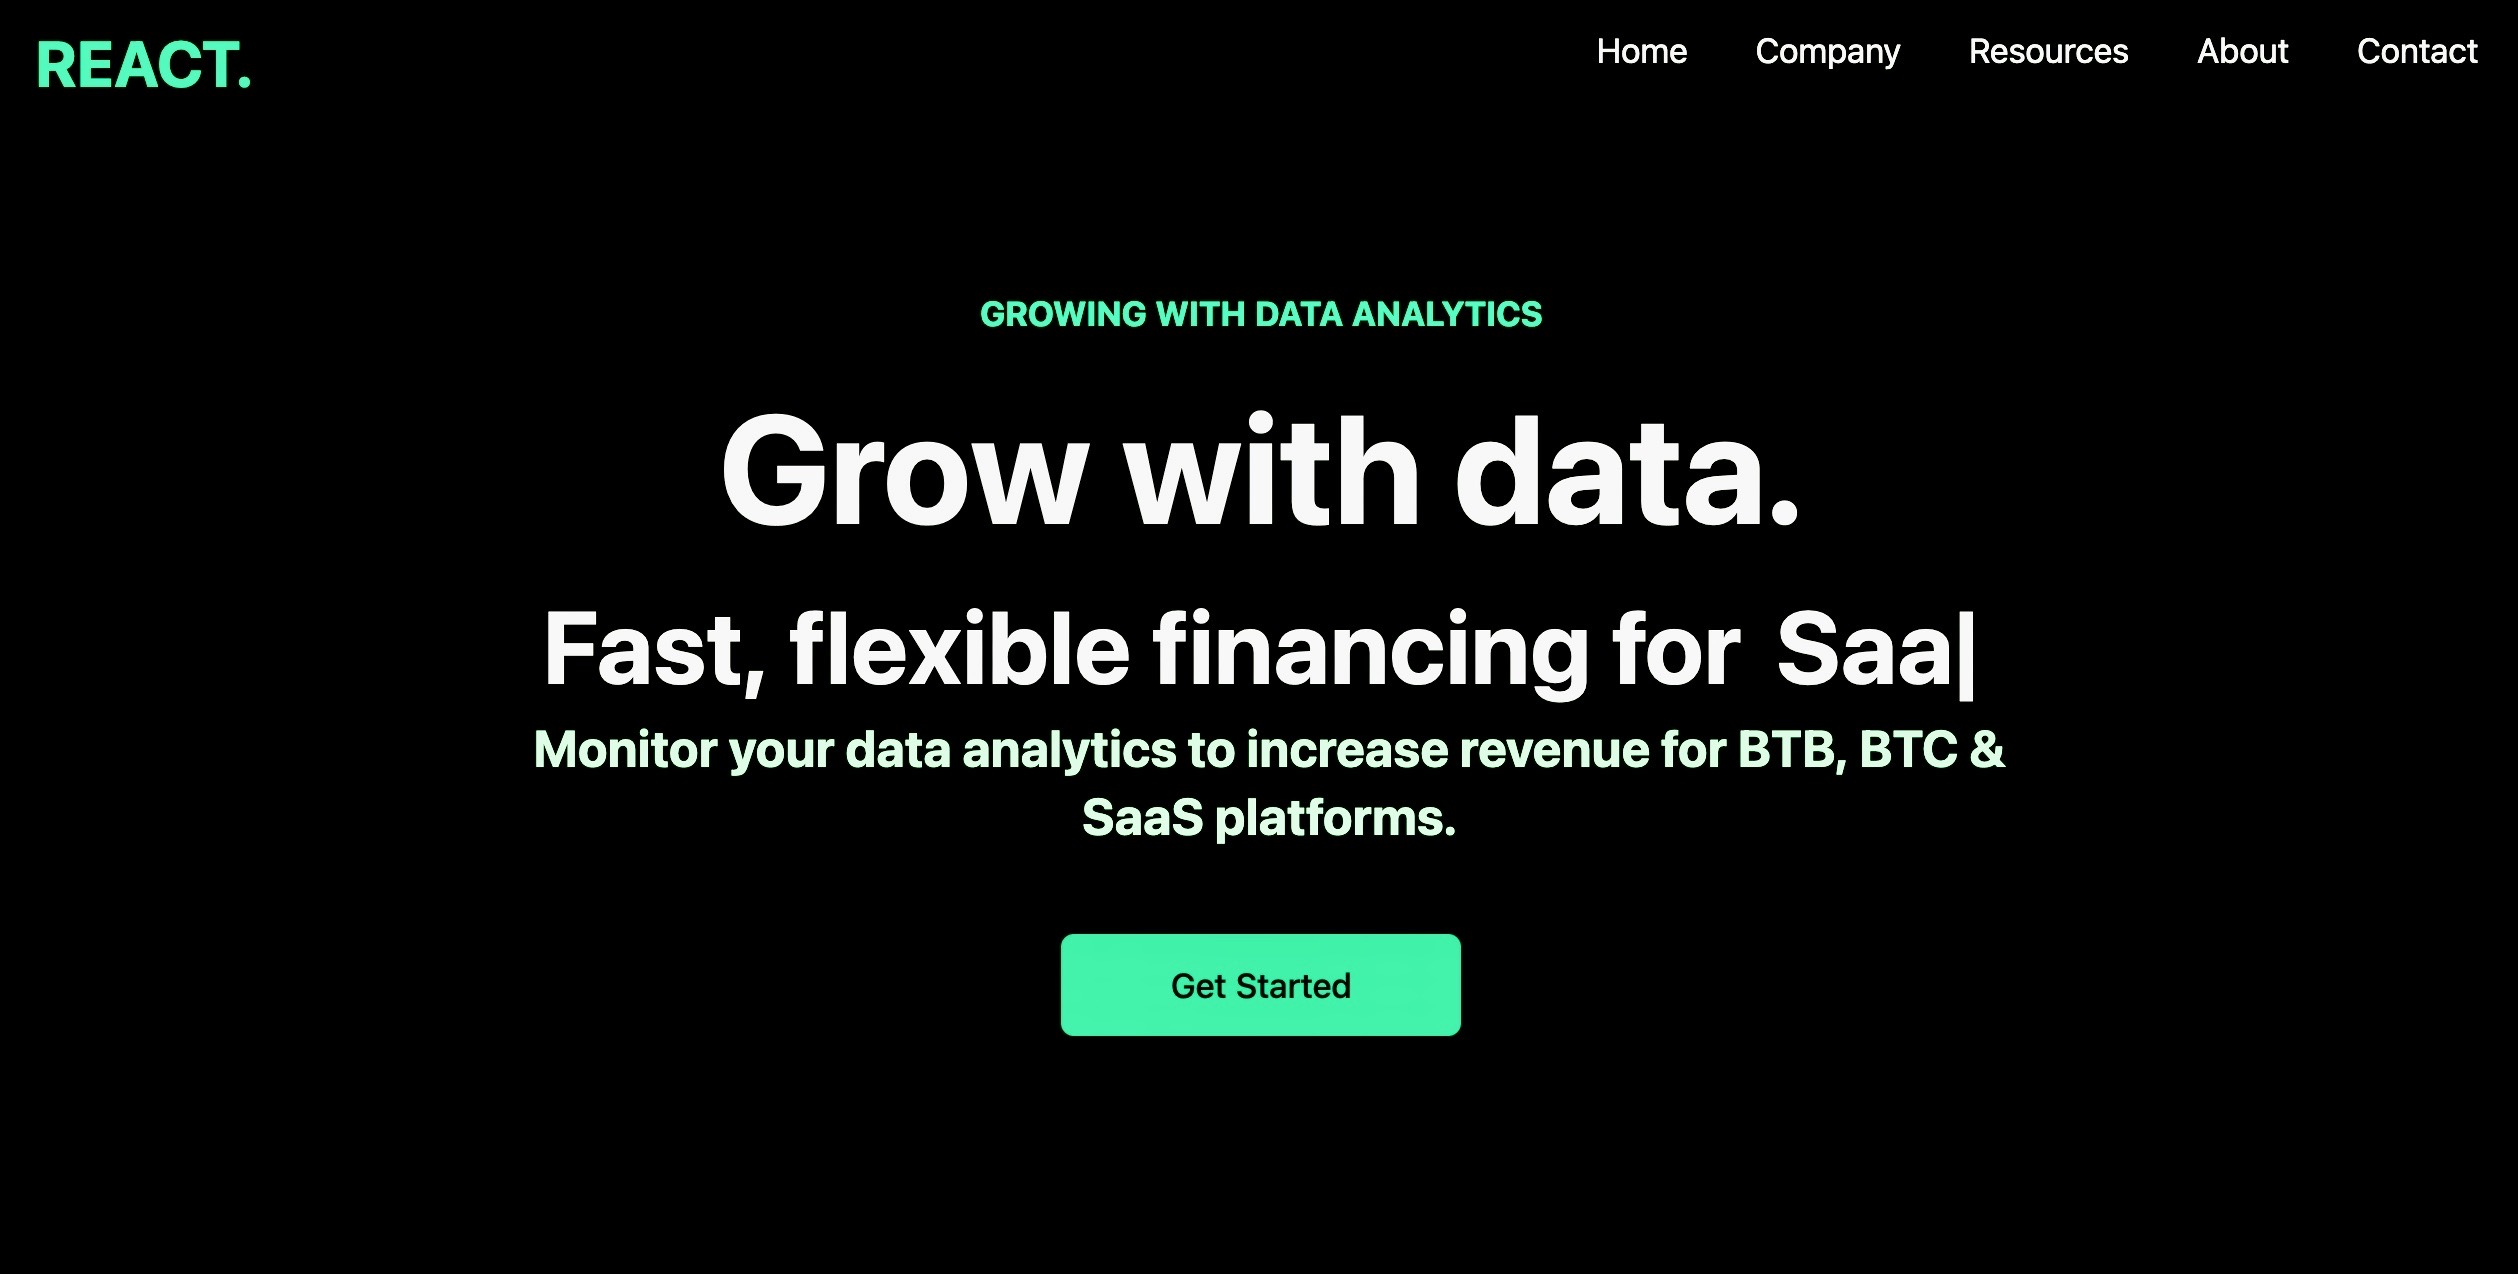 REACT.
Home Company Resources About Contact
GROWING WITH DATA ANALYTICS
Grow with data.
Fast, flexible financing for Saa|
Monitor your data analytics to increase revenue for BTB, BTC &
SaaS platforms.
Get Started